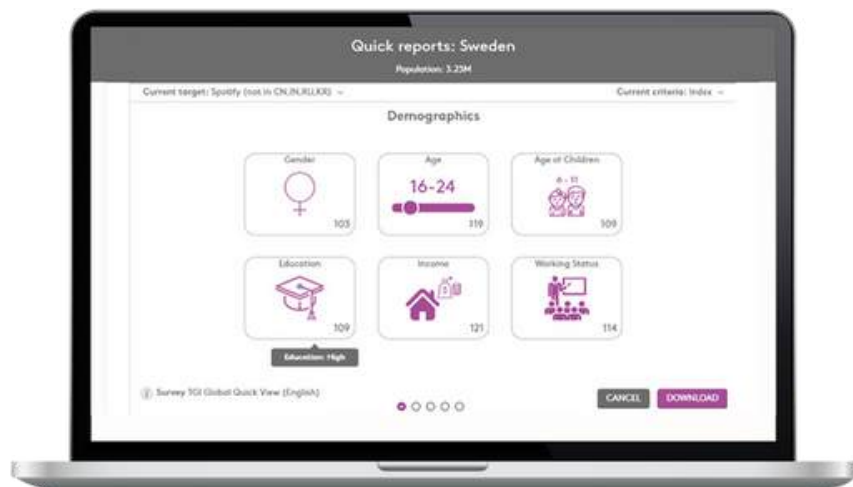 Quick reports: Sweden
Population: 3.23M
Current target: Spotify (not in CN,IN,RU,KR)
Current criteria: Index
Demographics
Gender
103
Age
16-24
119
Age of Children
6 - 11
109
Education
109
Income
121
Working Status
114
Education: High
i Survey TGI Global Quick View (English)
CANCEL
DOWNLOAD